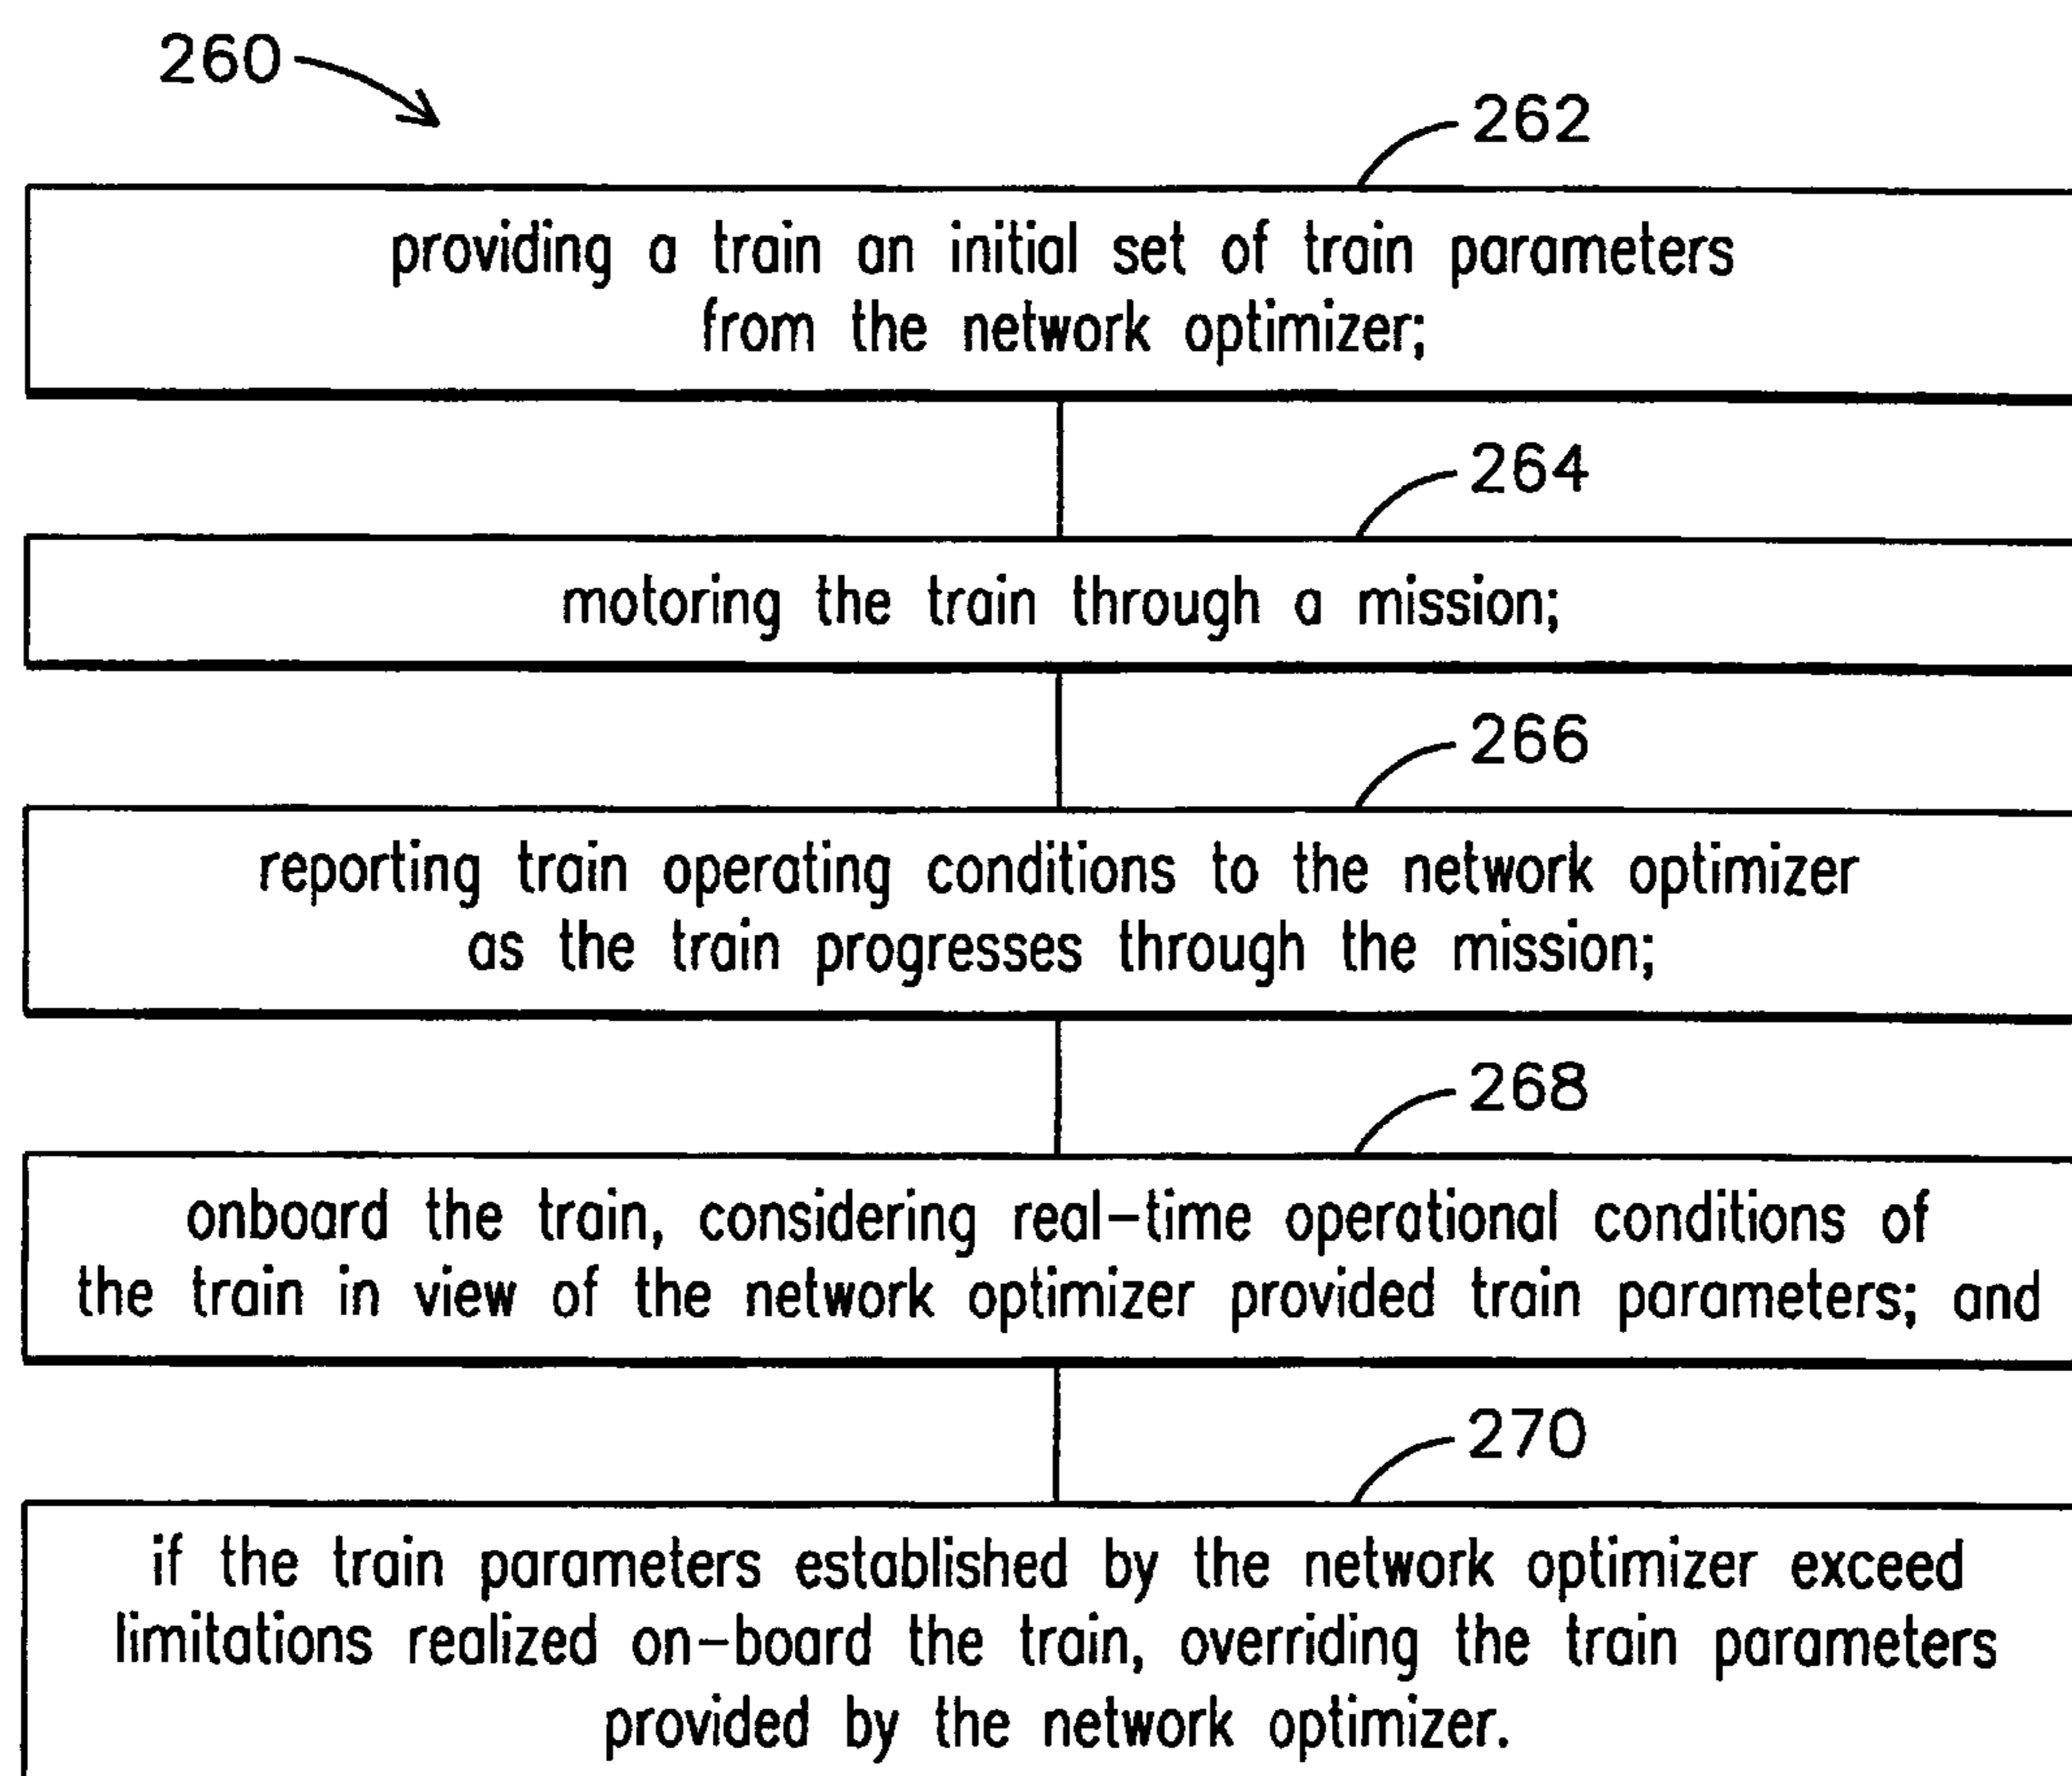 260
262
providing a train an initial set of train parameters
from the network optimizer;
264
motoring the train through a mission;
266
reporting train operating conditions to the network optimizer
as the train progresses through the mission;
268
onboard the train, considering real-time operational conditions of
the train in view of the network optimizer provided train parameters; and
270
if the train parameters established by the network optimizer exceed
limitations realized on-board the train, overriding the train parameters
provided by the network optimizer.